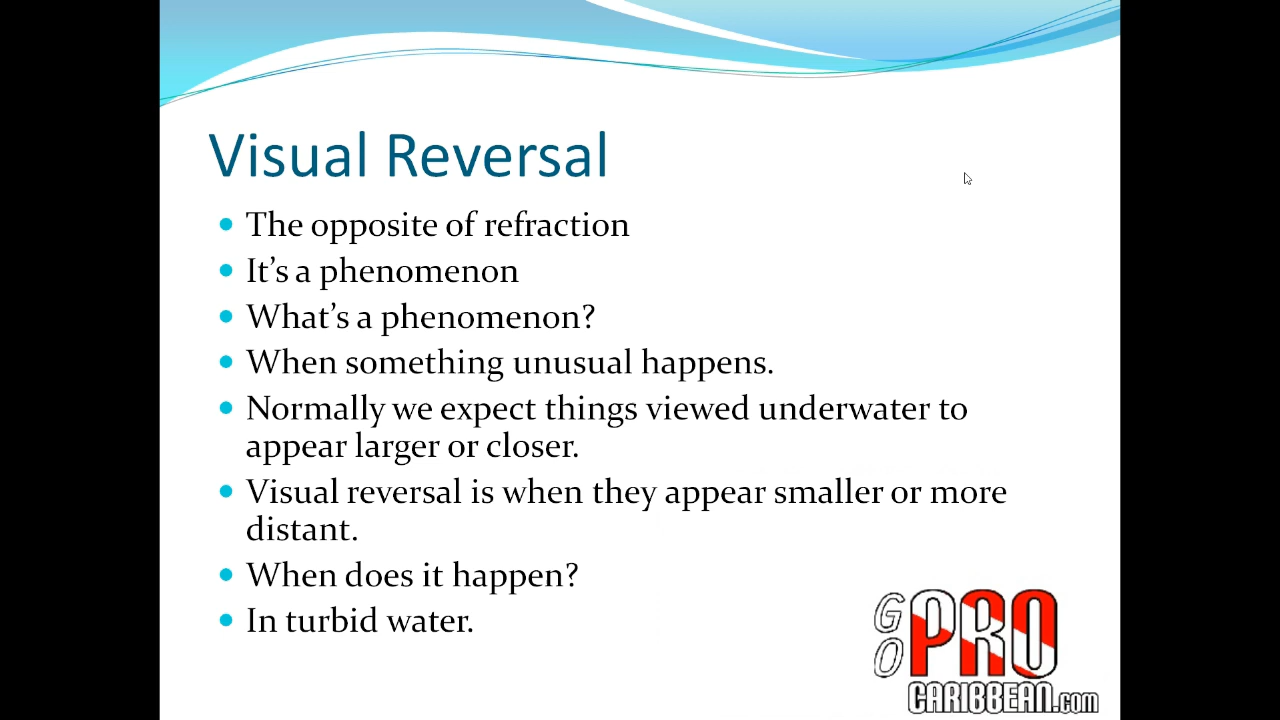 Visual Reversal
The opposite of refraction
It's a phenomenon
What's a phenomenon?
When something unusual happens.
Normally we expect things viewed underwater to
appear larger or closer.
Visual reversal is when they appear smaller or more
distant.
When does it happen?
In turbid water.
GO PRO
CARIBBEAN.com